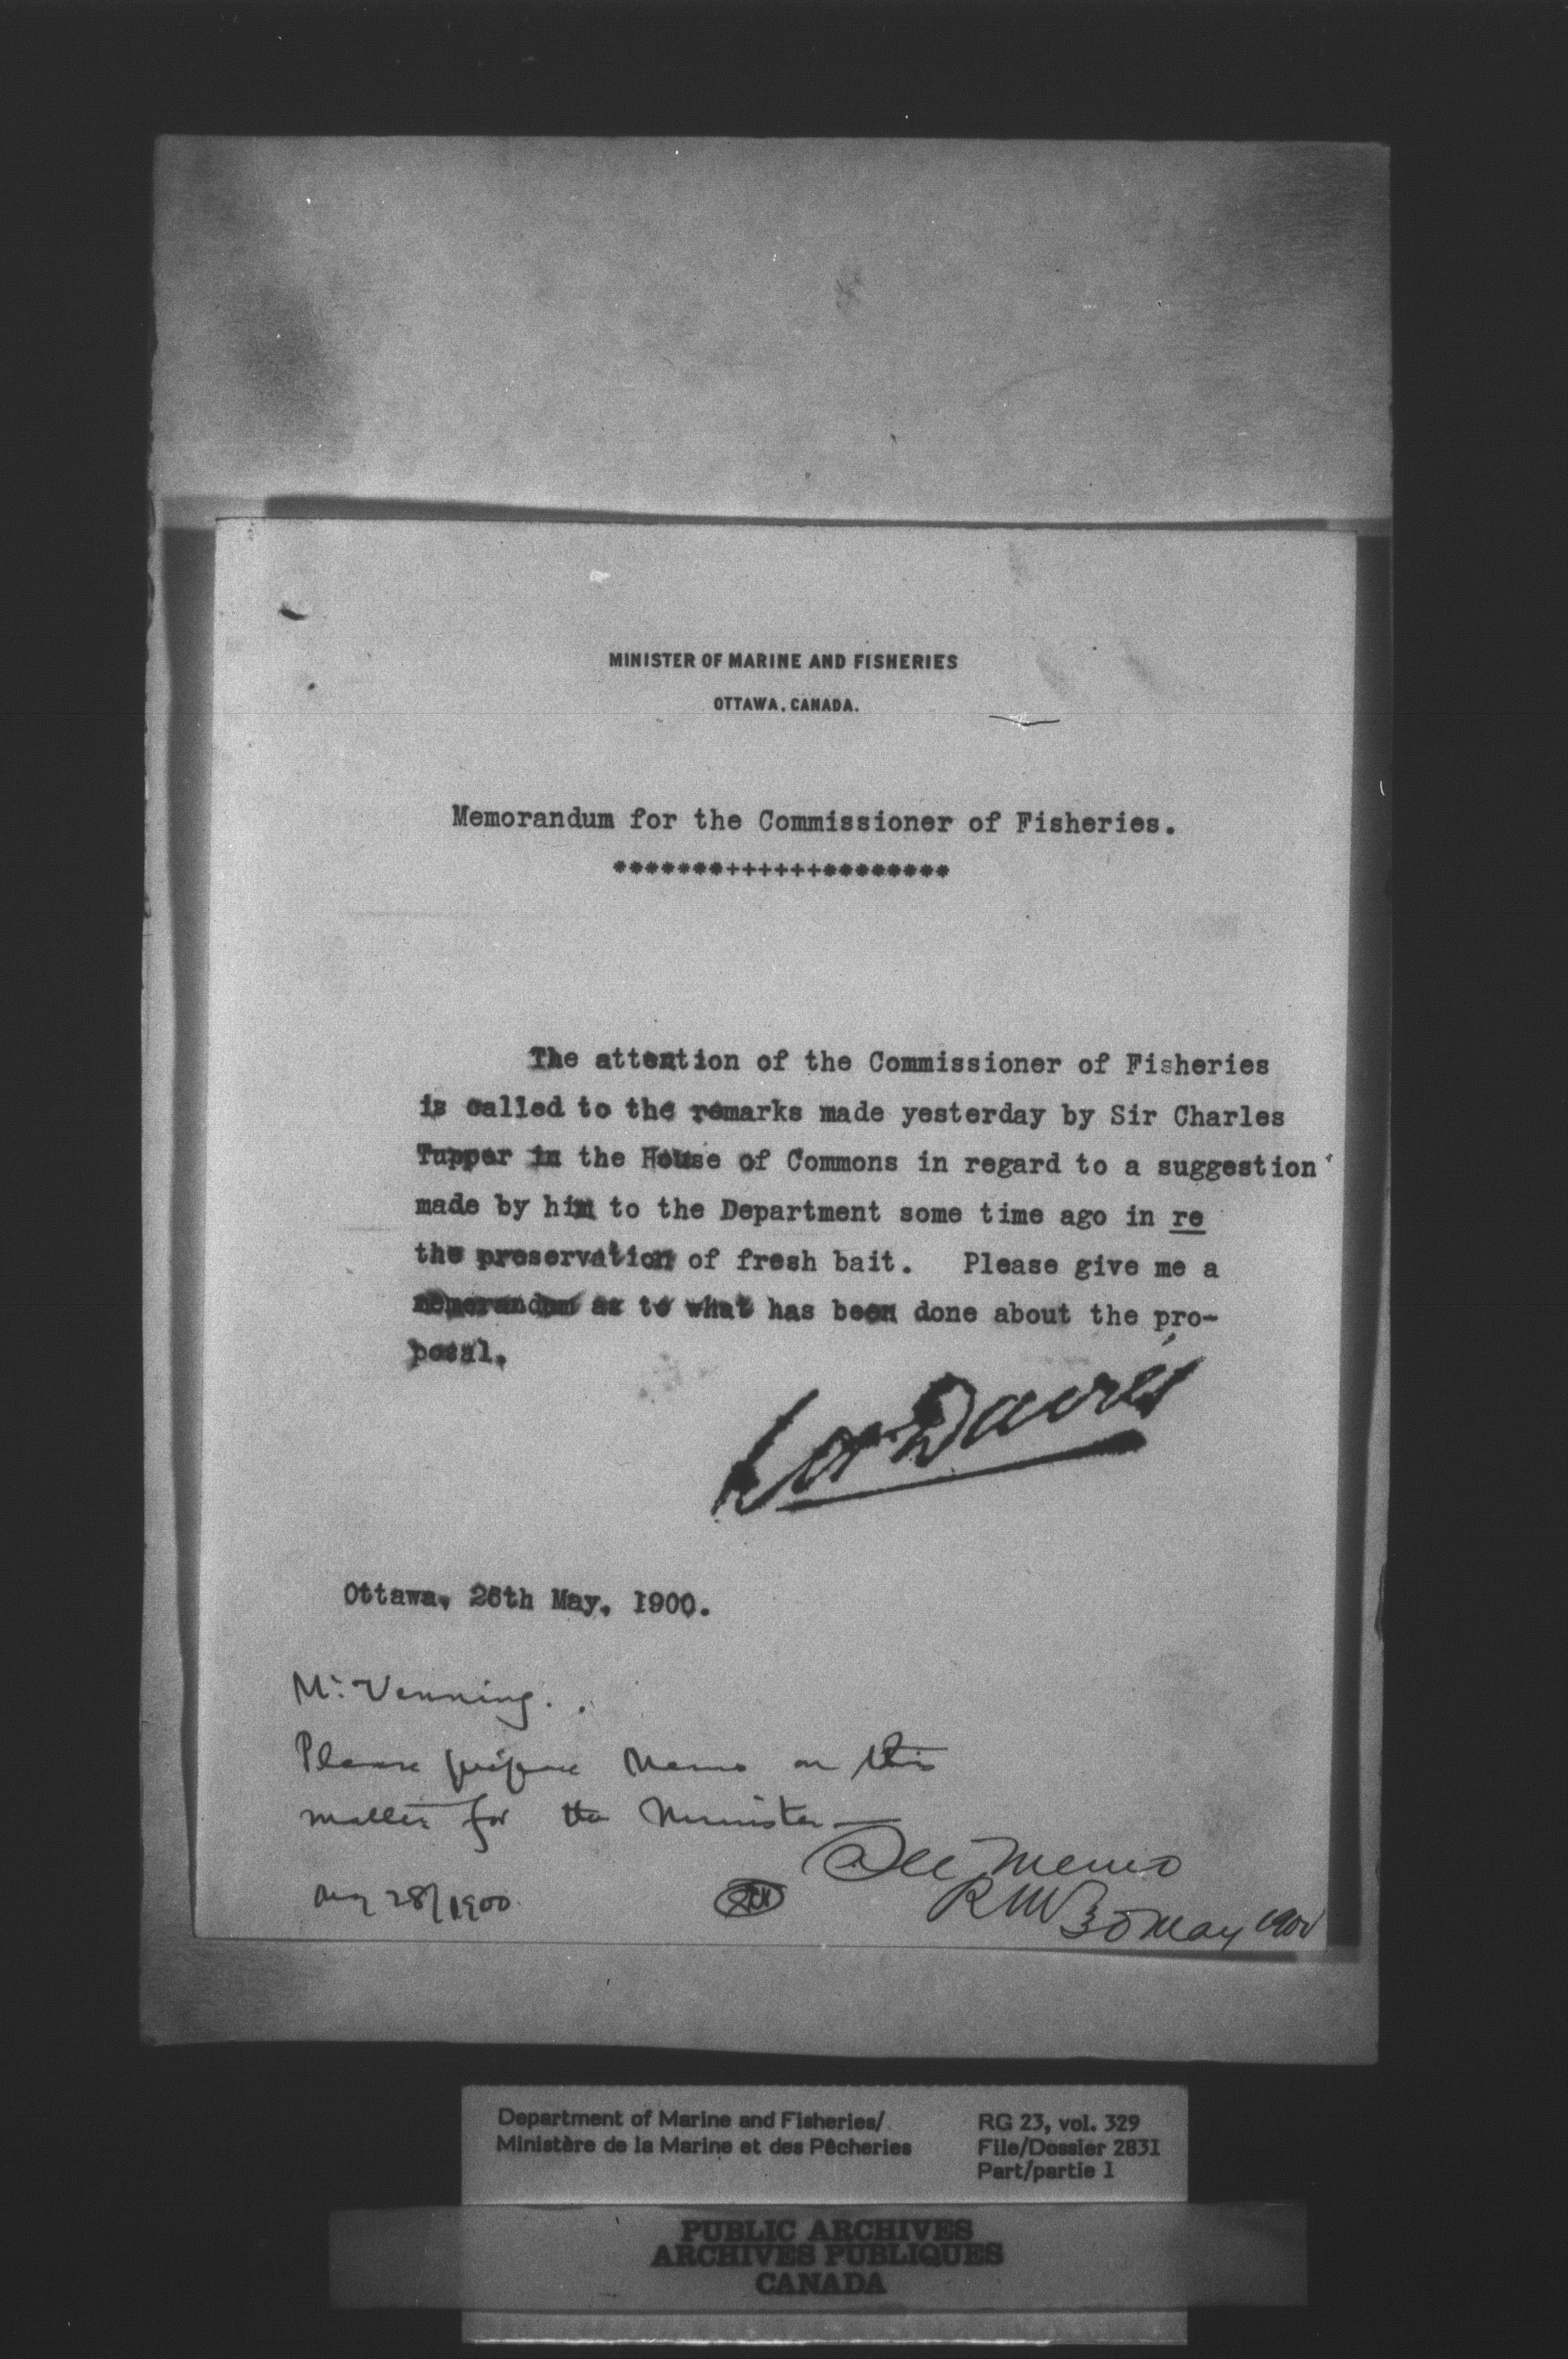 MINISTER OF MARINE AND FISHERIES
OTTAWA, CANADA.
Memorandum for the Commissioner of Fisheries.
*******++++++********
The attention of the Commissioner of Fisheries
is called to the remarks made yesterday by Sir Charles
Tupper in the House of Commons in regard to a suggestion
made by him to the Department some time ago in re
the preservation of fresh bait. Please give me a
memorandum as to what has been done about the pro-
posal.
Davies
Ottawa, 26th May, 1900.
Mr. Venning.
Please prepare Memo on this
matter for the Minister
See Memo
28/1900
RNV 30 May 1900
Department of Marine and Fisheries/
Ministère de la Marine et des Pêcheries
RG 23, vol. 329
File/Dossier 2831
Part/partie 1
PUBLIC ARCHIVES
ARCHIVES PUBLIQUES
CANADA